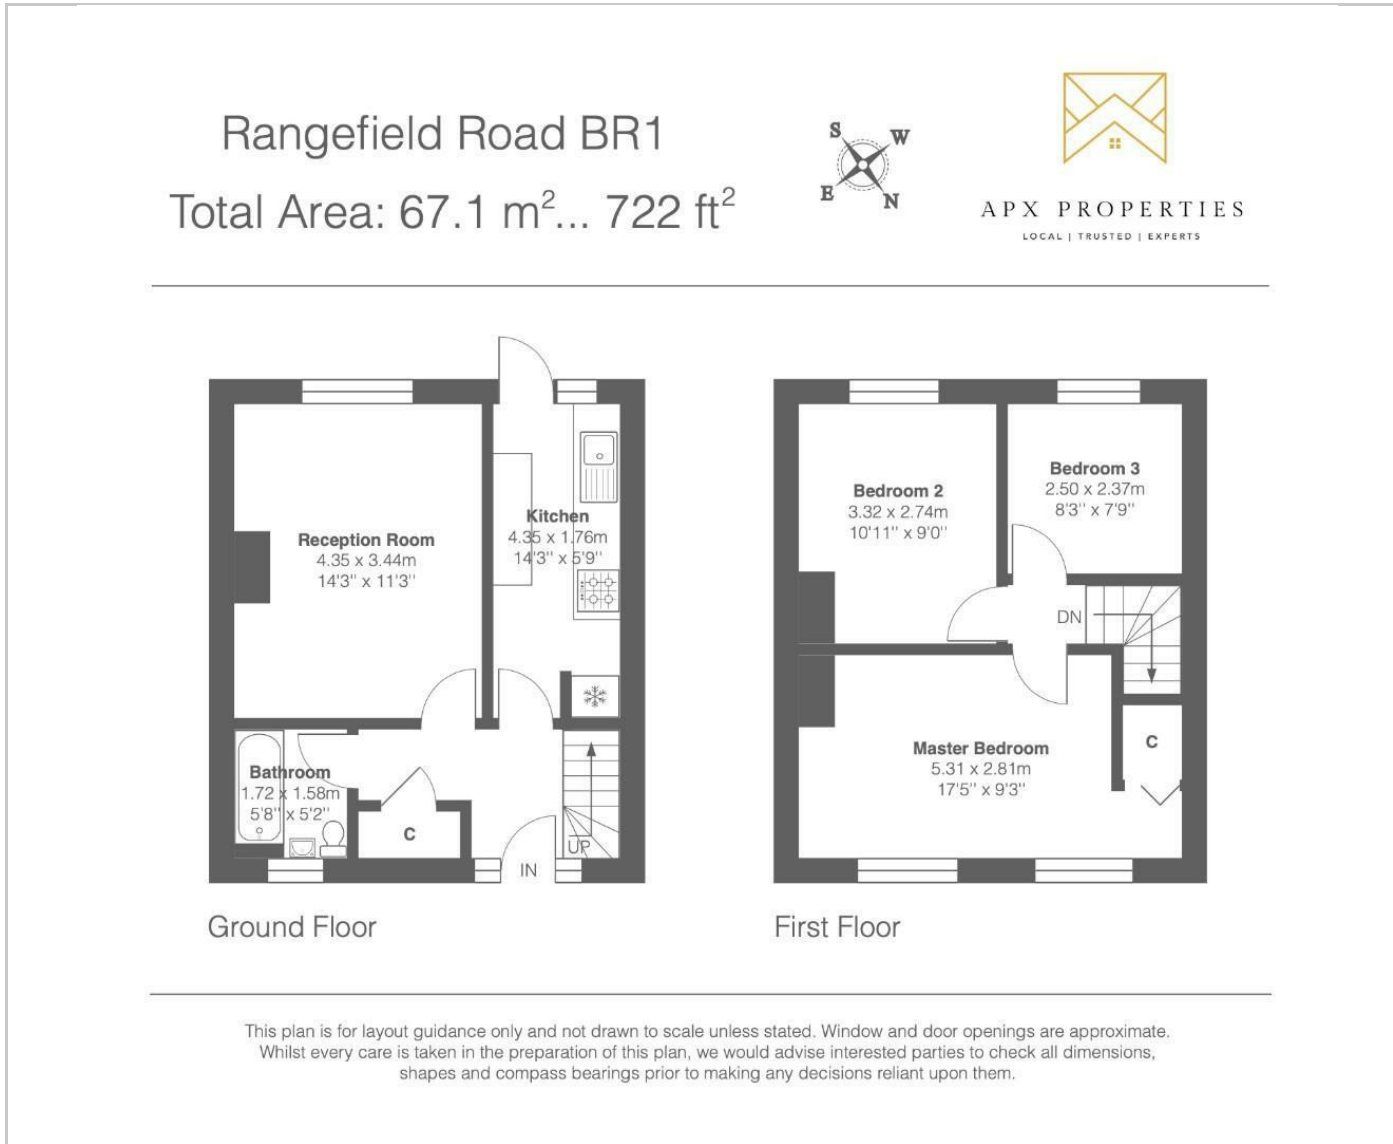 Rangefield Road BR1
Total Area: 67.1 m²... 722 ft²
S
W
E
N
APX PROPERTIES
LOCAL | TRUSTED | EXPERTS
Reception Room
4.35 x 3.44m
14'3" x 11'3"
Kitchen
4.35 x 1.76m
14'3" x 5'9"
Bathroom
1.72 x 1.58m
5'8" x 5'2"
C
UP
IN
Ground Floor
Bedroom 2
3.32 x 2.74m
10'11" x 9'0"
Bedroom 3
2.50 x 2.37m
8'3" x 7'9"
DN
Master Bedroom
5.31 x 2.81m
17'5" x 9'3"
C
First Floor
This plan is for layout guidance only and not drawn to scale unless stated. Window and door openings are approximate.
Whilst every care is taken in the preparation of this plan, we would advise interested parties to check all dimensions,
shapes and compass bearings prior to making any decisions reliant upon them.